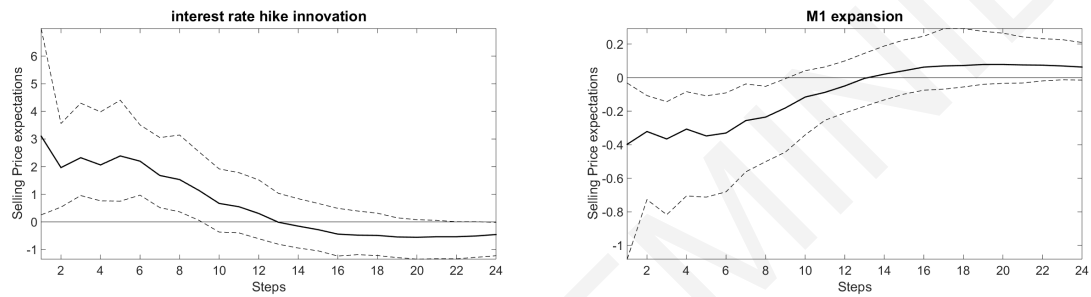 interest rate hike innovation
Selling Price expectations
6
5
4
3
2
1
0
-1
2 4 6 8 10 12 14 16 18 20 22 24
Steps
M1 expansion
Selling Price expectations
0.2
0
-0.2
-0.4
-0.6
-0.8
-1
2 4 6 8 10 12 14 16 18 20 22 24
Steps